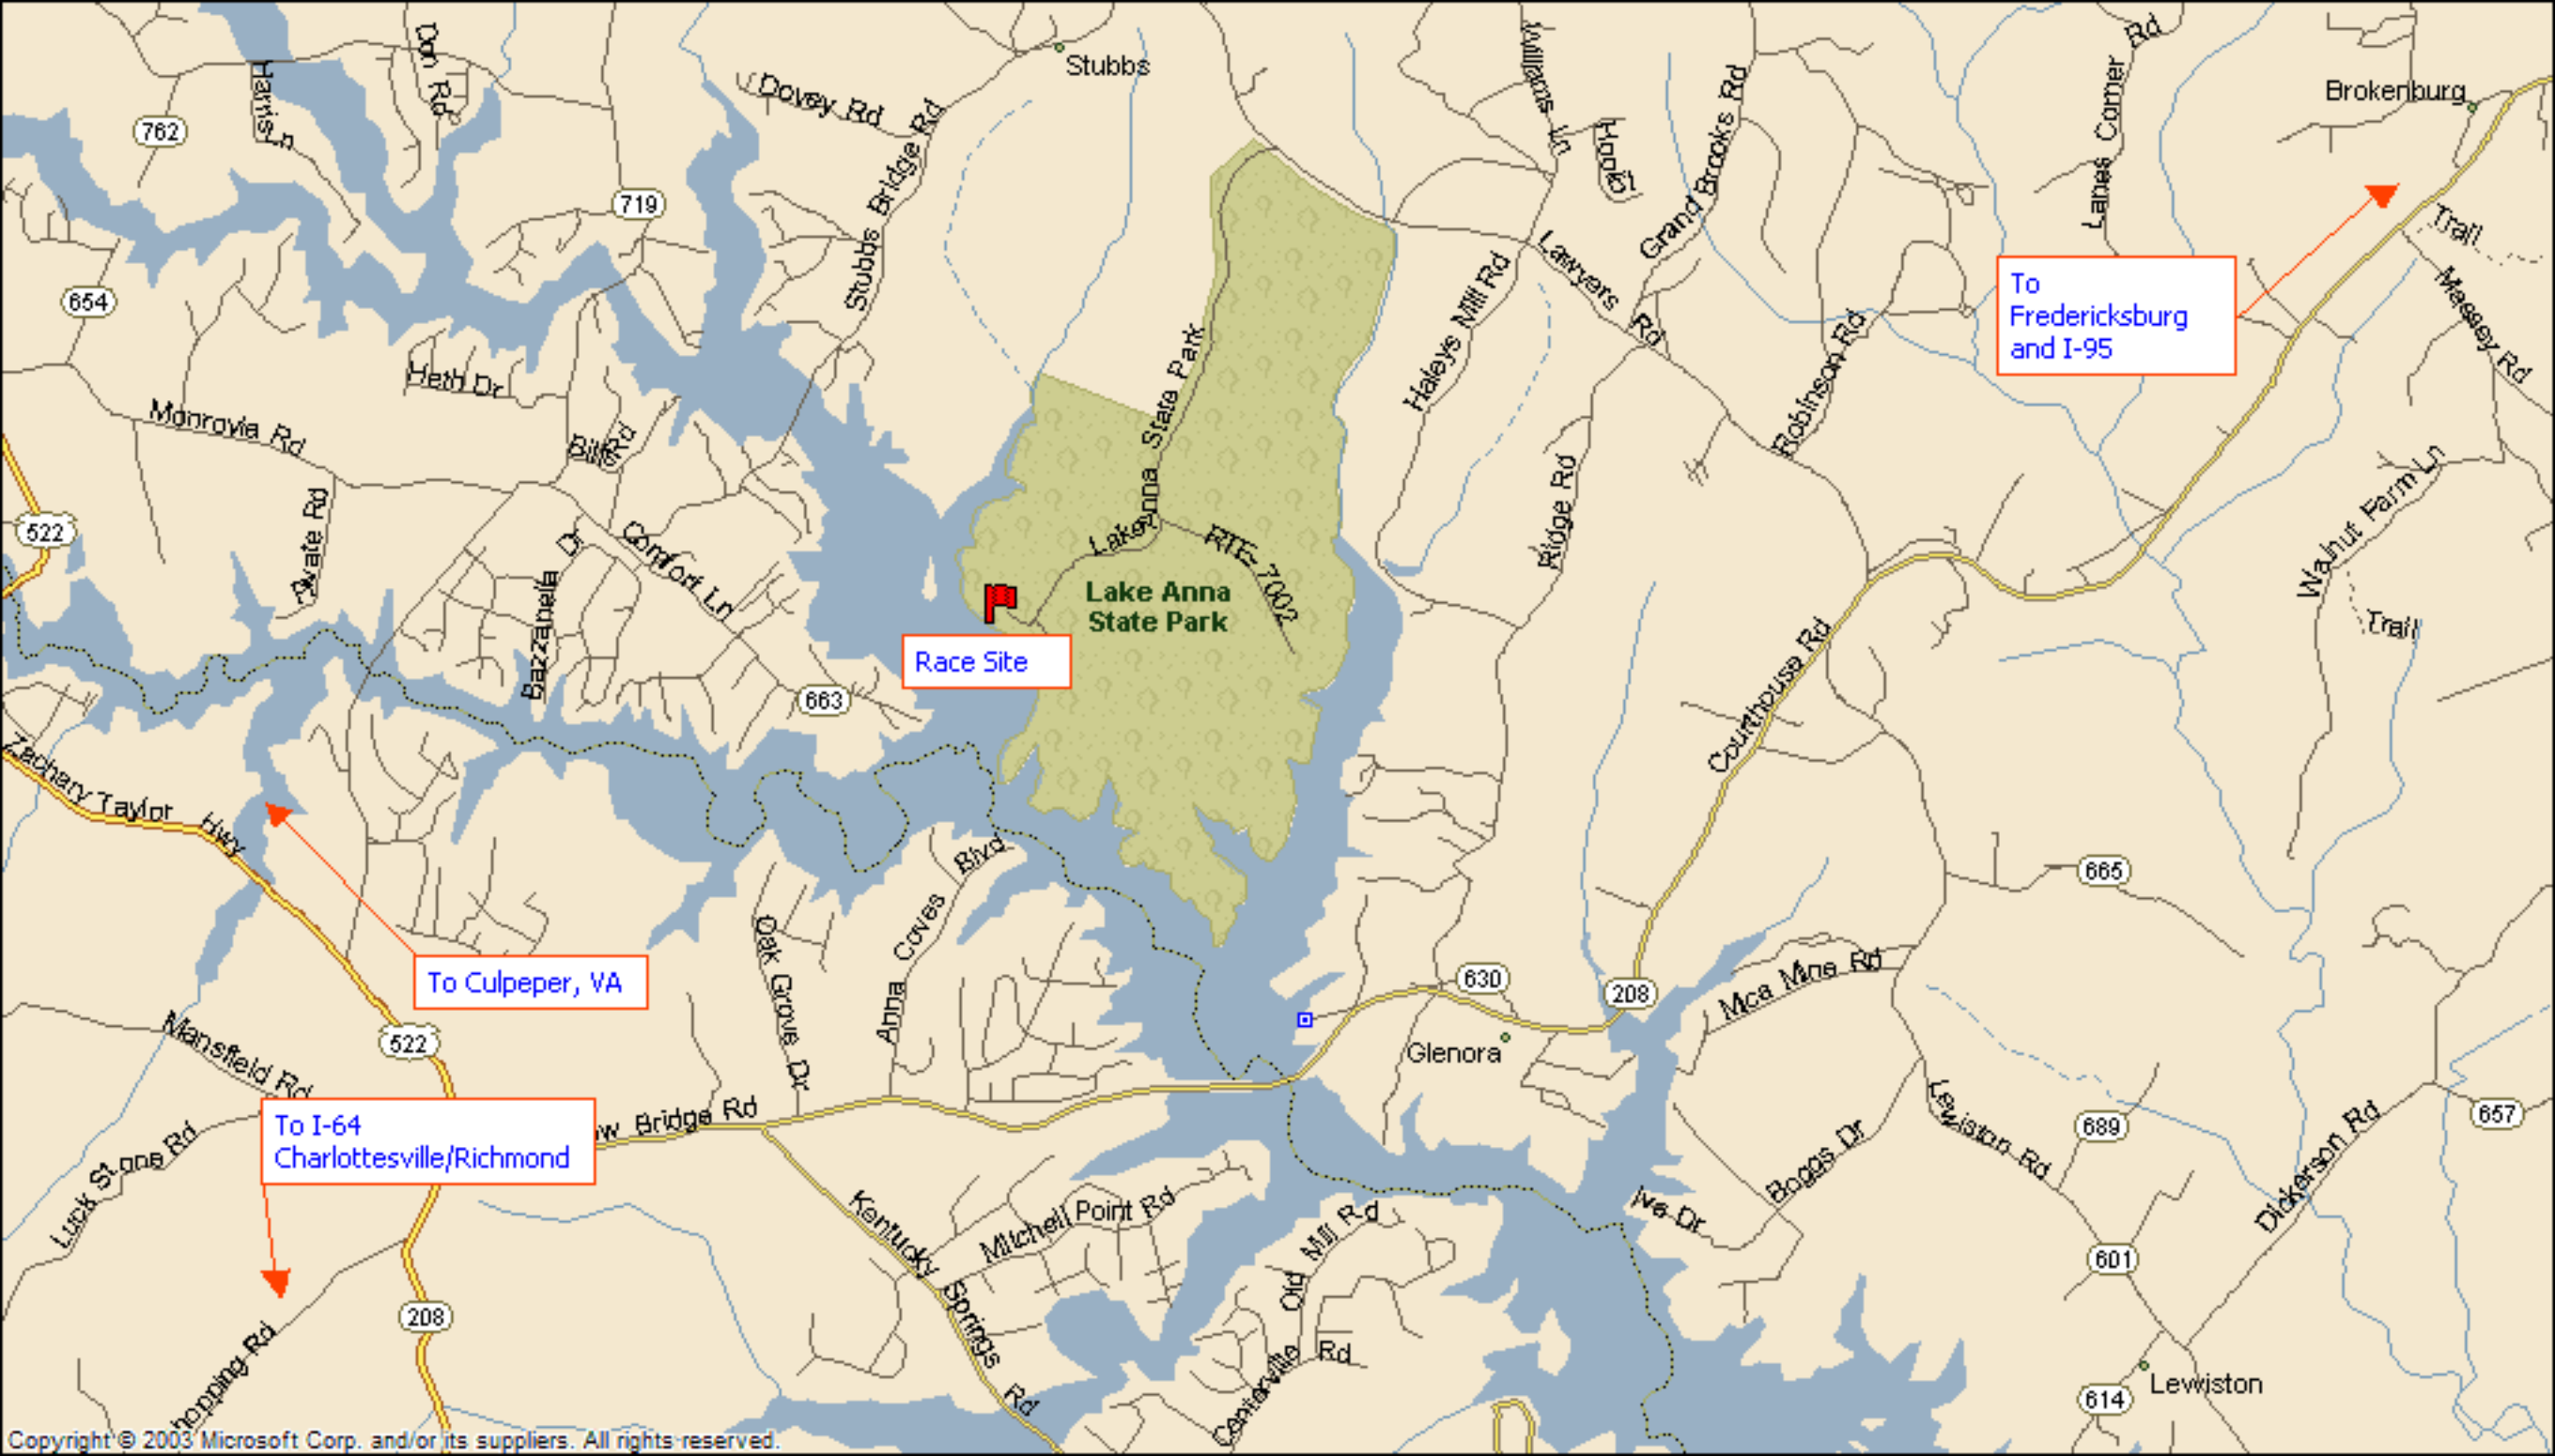 Stubbs
Don Rd
Harris Ln
762
Dovey Rd
Stubbs Bridge Rd
Williams Ln
Grand Brooks Rd
Lanes Corner Rd
Brokenburg
719
Trail
654
Lawyers Rd
Haleys Mill Rd
To
Fredericksburg
and I-95
Massey Rd
Robinson Rd
Heth Dr
Monrovia Rd
Lake Anna State Park
522
Ridge Rd
Walnut Farm Ln
Comfort Ln
RTE-7002
Bazzanella Dr
Lake Anna
State Park
Trail
Race Site
Courthouse Rd
663
Zachary Taylor Hwy
Anna Coves Blvd
665
Oak Grove Dr
To Culpeper, VA
Mica Mine Rd
630
208
522
Glenora
Mansfield Rd
Lewiston Rd
689
657
To I-64
Charlottesville/Richmond
Bridge Rd
Luck Stone Rd
Boggs Dr
Dickerson Rd
Kentucky Springs Rd
Mitchell Point Rd
Old Mill Rd
601
208
Centerville Rd
614
Lewiston
Copyright © 2003 Microsoft Corp. and/or its suppliers. All rights reserved.